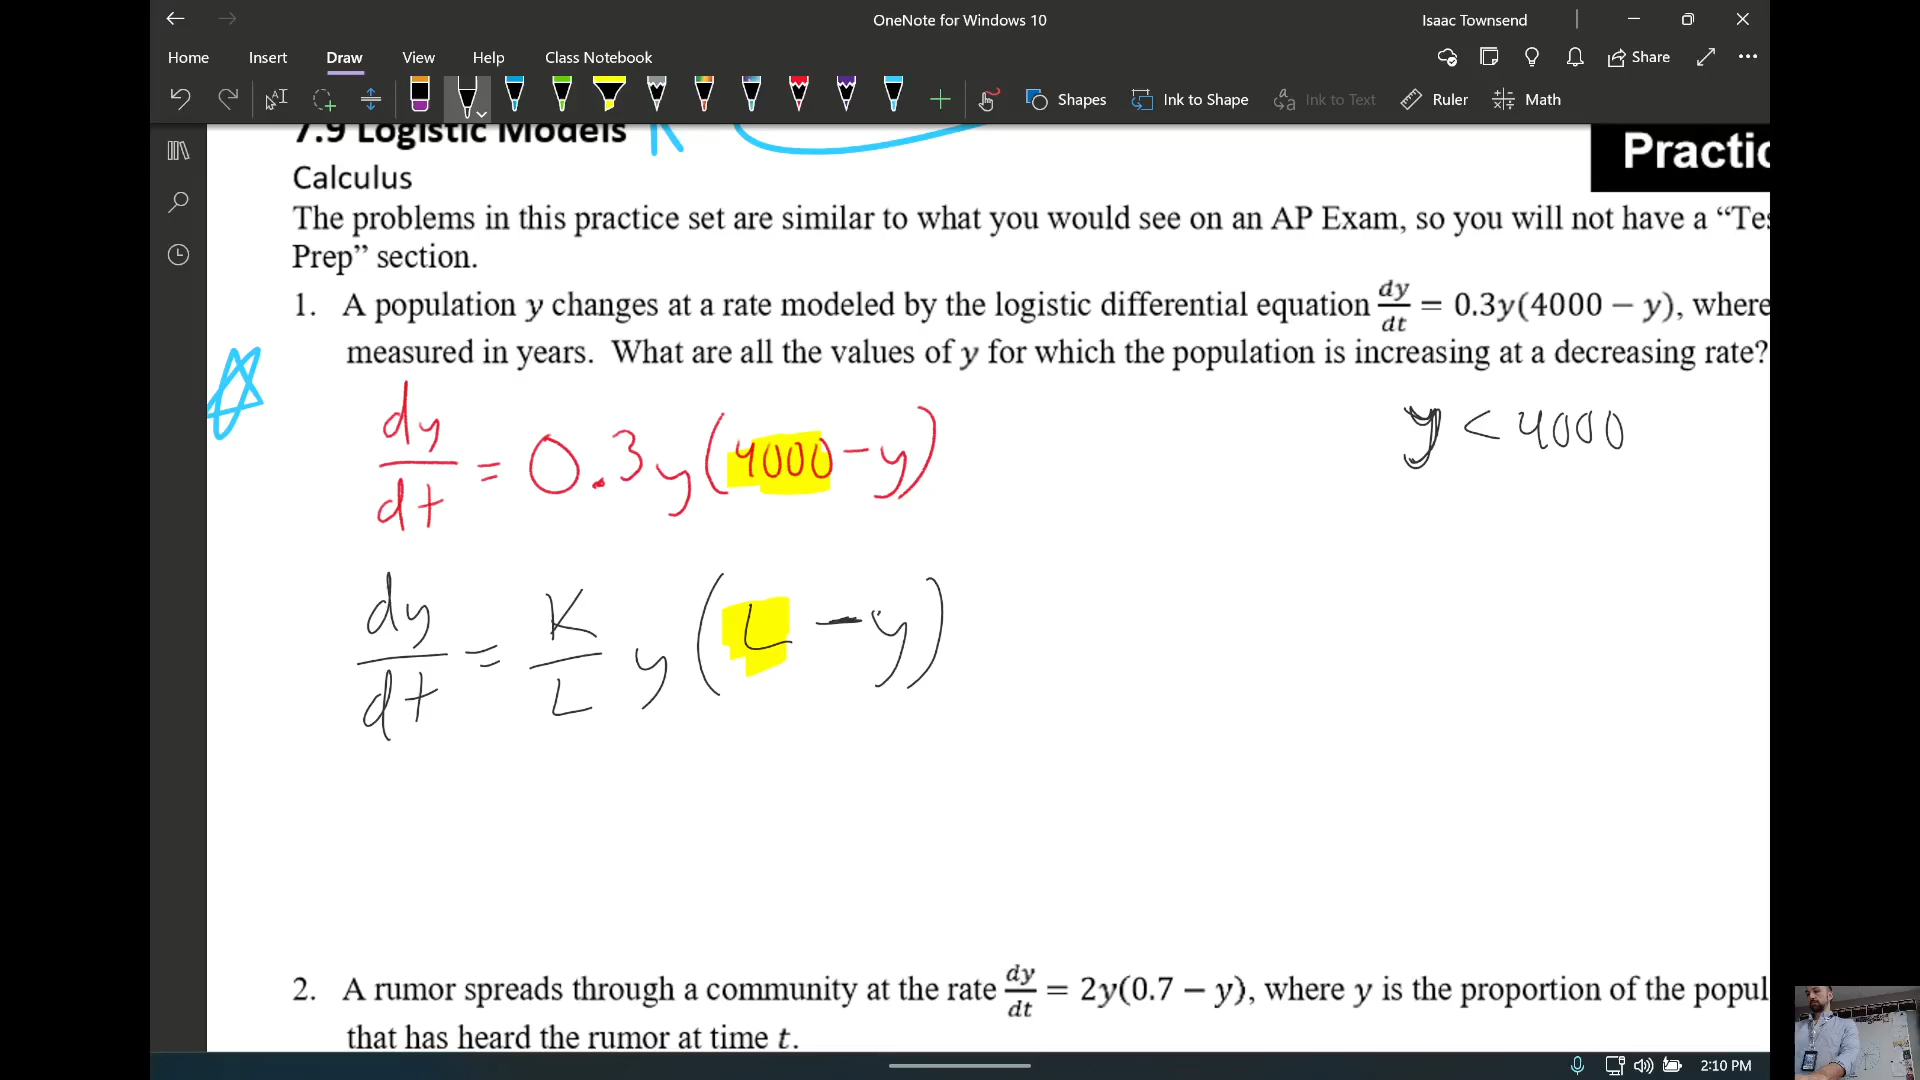 OneNote for Windows 10
Isaac Townsend
Home Insert Draw View Help Class Notebook
Share
Shapes Ink to Shape Ink to Text Ruler Math
7.9 Logistic Models K
Practic
Calculus
The problems in this practice set are similar to what you would see on an AP Exam, so you will not have a “Tes
Prep” section.
1. A population y changes at a rate modeled by the logistic differential equation dy/dt = 0.3y(4000 − y), where
measured in years. What are all the values of y for which the population is increasing at a decreasing rate?
y < 4000
dy/dt = 0.3y(4000 − y)
dy/dt = K/L y(L − y)
2. A rumor spreads through a community at the rate dy/dt = 2y(0.7 − y), where y is the proportion of the popul
that has heard the rumor at time t.
2:10 PM